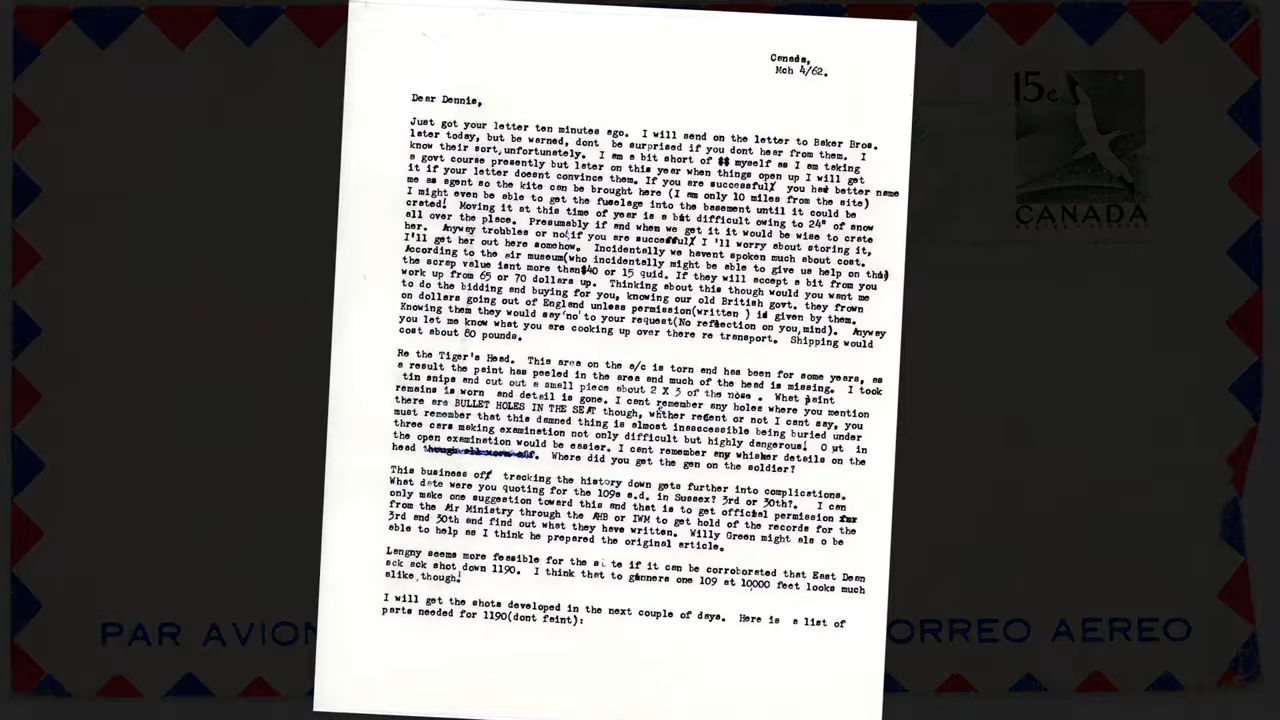 Canada,
Mch 4/62.
15¢
CANADA
Dear Dennis,
Just got your letter ten minutes ago. I will send on the letter to Baker Bros.
later today, but be warned, dont be surprised if you dont hear from them. I
know their sort, unfortunately. I am a bit short of $$ myself as I am taking
a govt course presently but later on this year when things open up I will get
it if your letter doesnt convince them. If you are successful you had better name
me as agent so the kite can be brought here (I am only 10 miles from the site)
I might even be able to get the fuselage into the basement until it could be
crated! Moving it at this time of year is a bit difficult owing to 24" of snow
all over the place. Presumably if and when we get it it would be wise to crate
her. Anyway trobbles or no, if you are successful I'll worry about storing it,
I'll get her out here somehow. Incidentally we havent spoken much about cost.
According to the air museum(who incidentally might be able to give us help on this)
the scrap value isnt more than $40 or 15 quid. If they will accept a bit from you
work up from 65 or 70 dollars up. Thinking about this though would you want me
to do the bidding and buying for you, knowing our old British govt. they frown
on dollars going out of England unless permission(written ) is given by them.
Knowing them they would say 'no' to your request(No reflection on you, mind). Anyway
you let me know what you are cooking up over there re transport. Shipping would
cost about 80 pounds.
Re the Tiger's Head. This area on the a/c is torn and has been for some years, as
a result the paint has peeled in the area and much of the head is missing. I took
tin snips and cut out a small piece about 2 X 3 of the nose . What paint
remains is worn and detail is gone. I cant remember any holes where you mention
there are BULLET HOLES IN THE SEAT though, whther recent or not I cant say, you
must remember that this damned thing is almost inaccessible being buried under
three cars making examination not only difficult but highly dangerous! Out in
the open examination would be easier. I cant remember any whisker details on the
head though all worn off. Where did you get the gen on the soldier?
This business of tracking the history down gets further into complications.
What date were you quoting for the 109s s.d. in Sussex? 3rd or 30th?. I can
only make one suggestion toward this and that is to get official permission
from the Air Ministry through the AHB or IWM to get hold of the records for the
3rd and 30th and find out what they have written. Willy Green might als o be
able to help as I think he prepared the original article.
Langny seems more feasible for the si te if it can be corroborated that East Dean
ack ack shot down 1190. I think that to gunners one 109 at 10,000 feet looks much
alike, though!
I will get the shots developed in the next couple of days. Here is a list of
parts needed for 1190(dont faint):
PAR AVION
CORREO AEREO